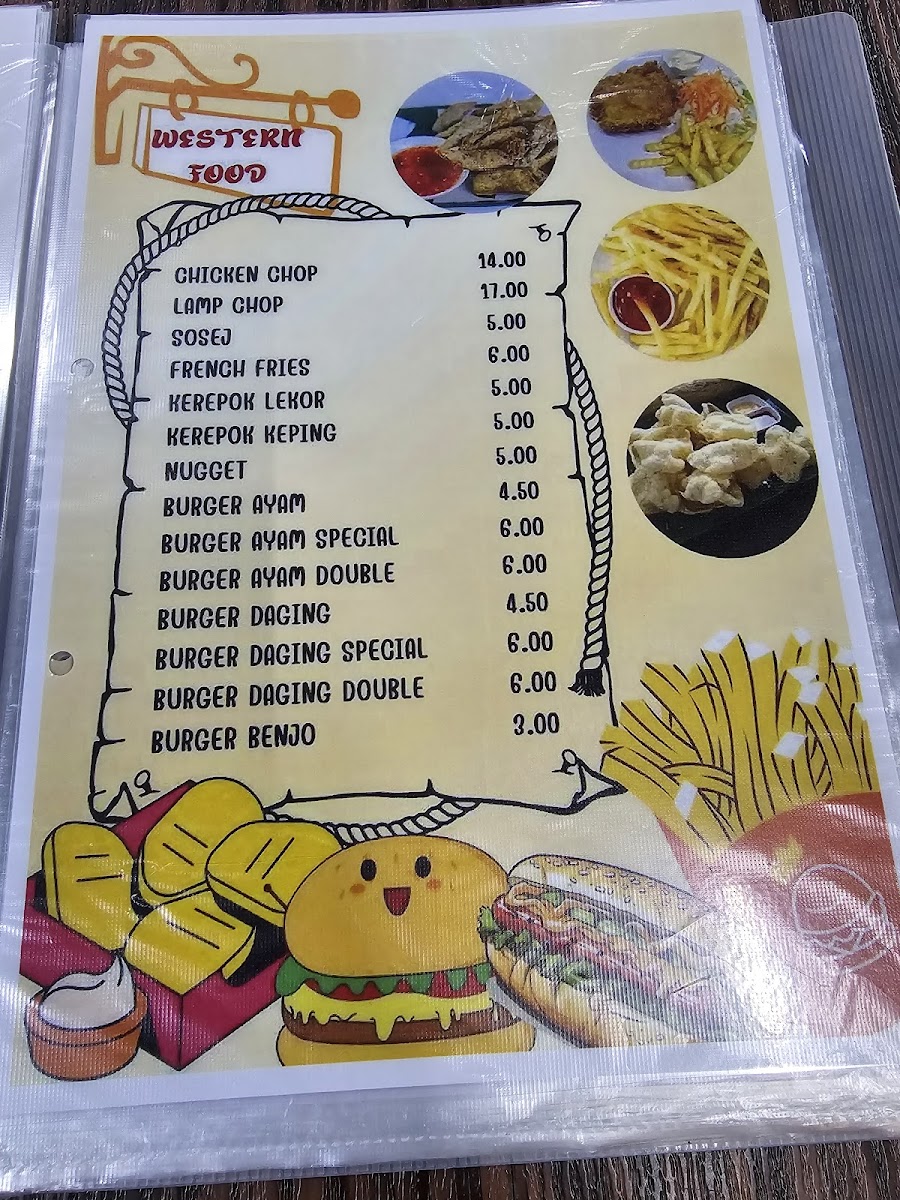 WESTERN
FOOD
CHICKEN CHOP 14.00
LAMP CHOP 17.00
SOSEJ 5.00
FRENCH FRIES 6.00
KEREPOK LEKOR 5.00
KEREPOK KEPING 5.00
NUGGET 5.00
BURGER AYAM 4.50
BURGER AYAM SPECIAL 6.00
BURGER AYAM DOUBLE 6.00
BURGER DAGING 4.50
BURGER DAGING SPECIAL 6.00
BURGER DAGING DOUBLE 6.00
BURGER BENJO 3.00